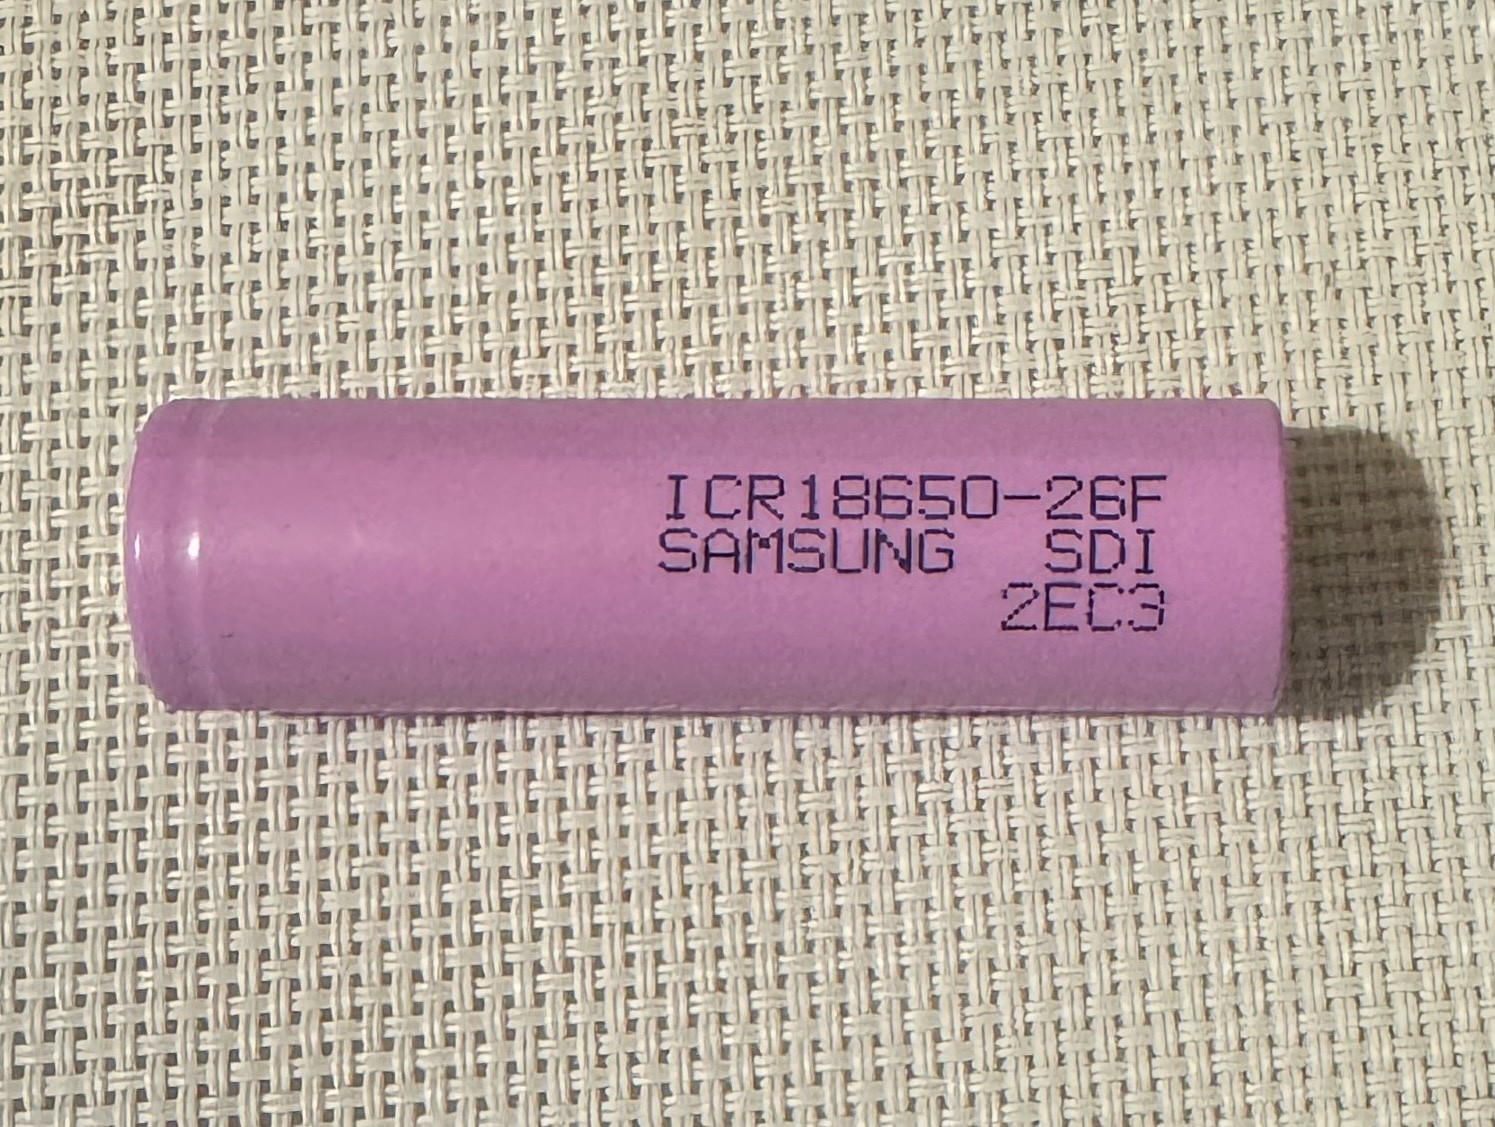 ICR18650-26F
SAMSUNG SDI
2EC3